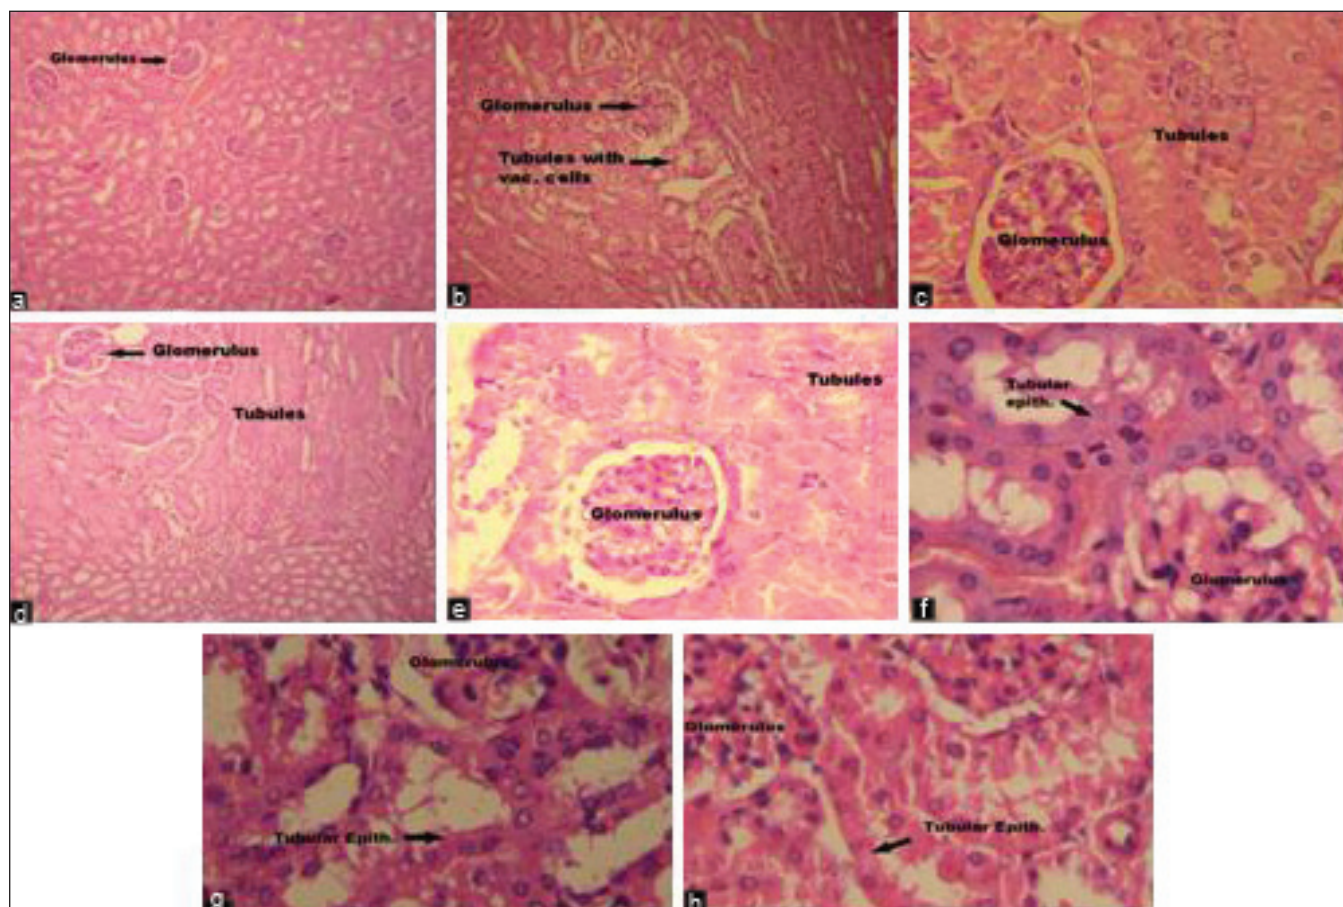 Glomerulus
a
Glomerulus
Tubules with
vac. cells
b
Tubules
Glomerulus
c
Glomerulus
Tubules
d
Tubules
Glomerulus
e
Tubular
epith.
Glumerulus
f
Glomerulus
Tubular Epith.
g
Glomerulus
Tubular Epith.
h